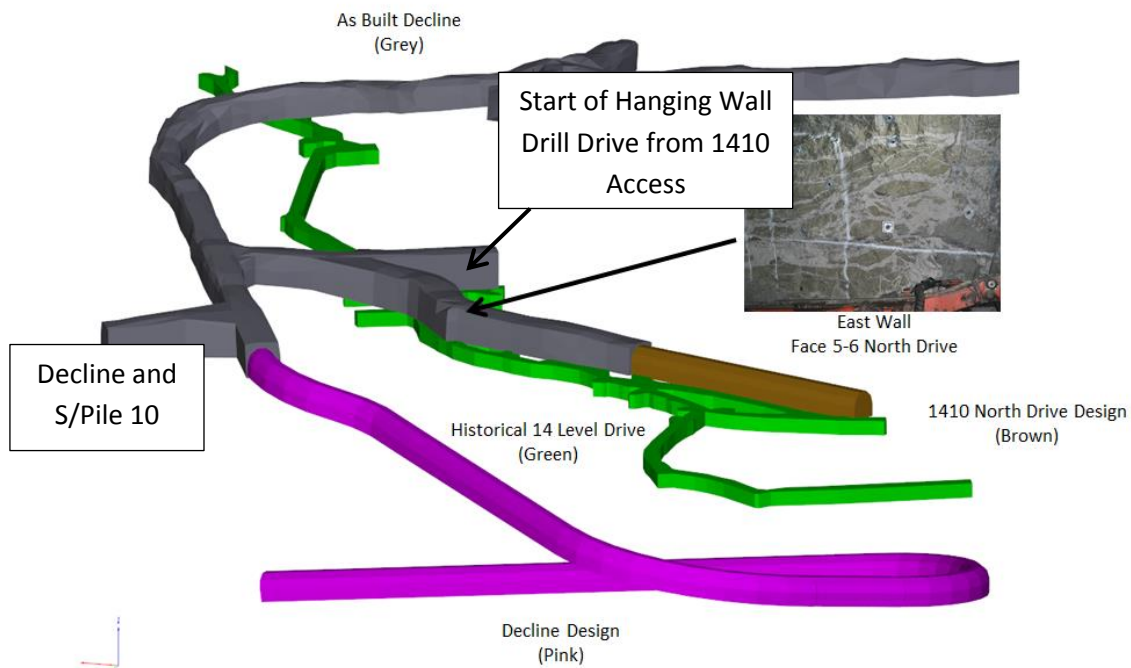 As Built Decline
(Grey)
Start of Hanging Wall
Drill Drive from 1410
Access
East Wall
Face 5-6 North Drive
Decline and
S/Pile 10
Historical 14 Level Drive
(Green)
1410 North Drive Design
(Brown)
Decline Design
(Pink)